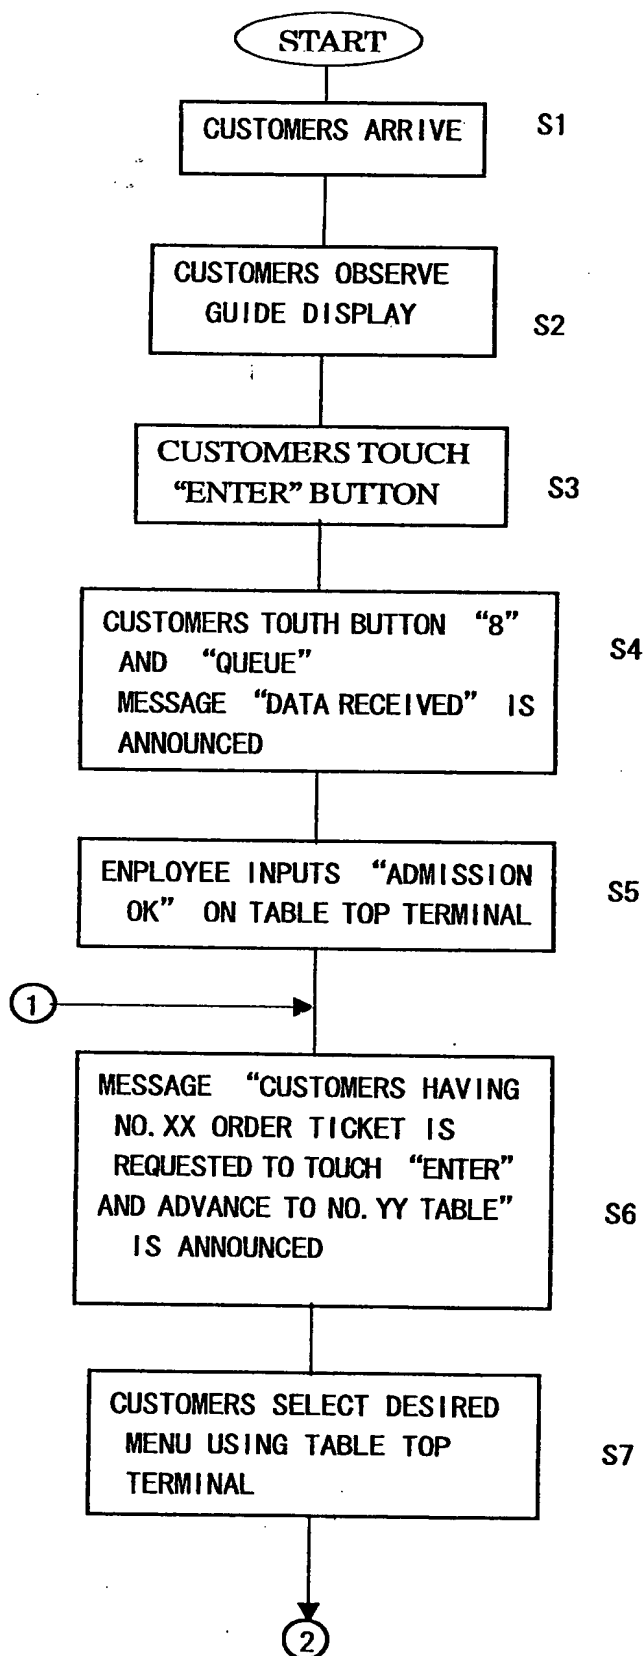 START
CUSTOMERS ARRIVE
S1
CUSTOMERS OBSERVE
GUIDE DISPLAY
S2
CUSTOMERS TOUCH
“ENTER” BUTTON
S3
CUSTOMERS TOUTH BUTTON “8”
AND “QUEUE”
MESSAGE “DATA RECEIVED” IS
ANNOUNCED
S4
ENPLOYEE INPUTS “ADMISSION
OK” ON TABLE TOP TERMINAL
S5
1
MESSAGE “CUSTOMERS HAVING
NO. XX ORDER TICKET IS
REQUESTED TO TOUCH “ENTER”
AND ADVANCE TO NO. YY TABLE”
IS ANNOUNCED
S6
CUSTOMERS SELECT DESIRED
MENU USING TABLE TOP
TERMINAL
S7
2